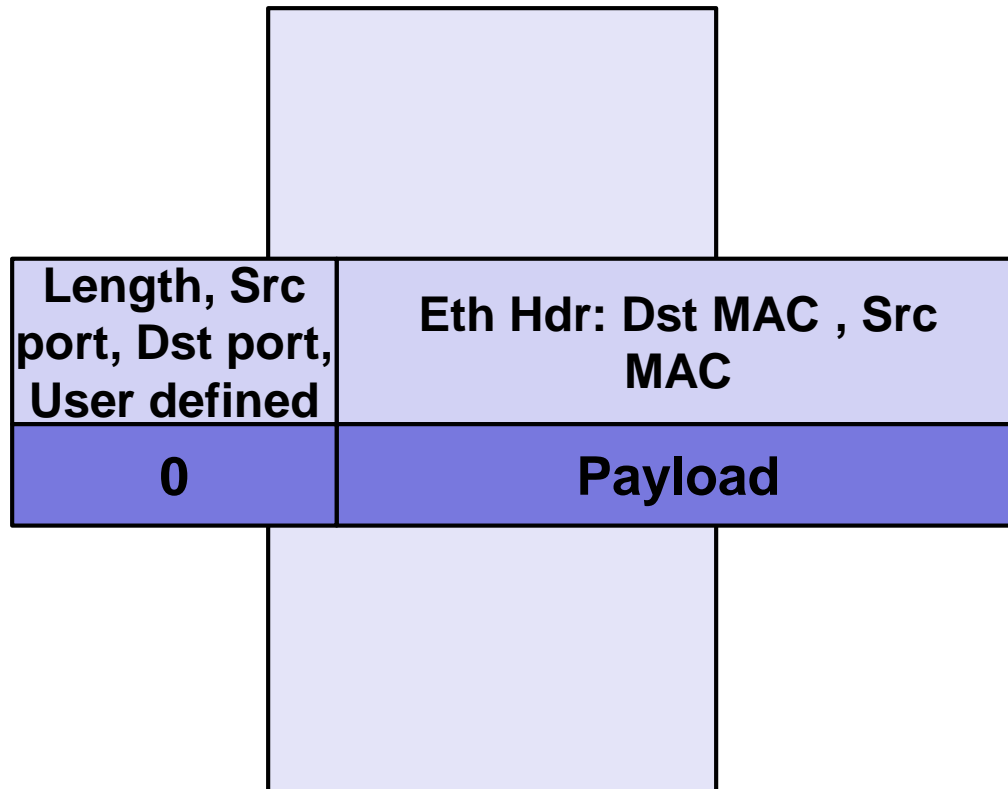 Length, Src
port, Dst port,
User defined
Eth Hdr: Dst MAC , Src
MAC
0
Payload